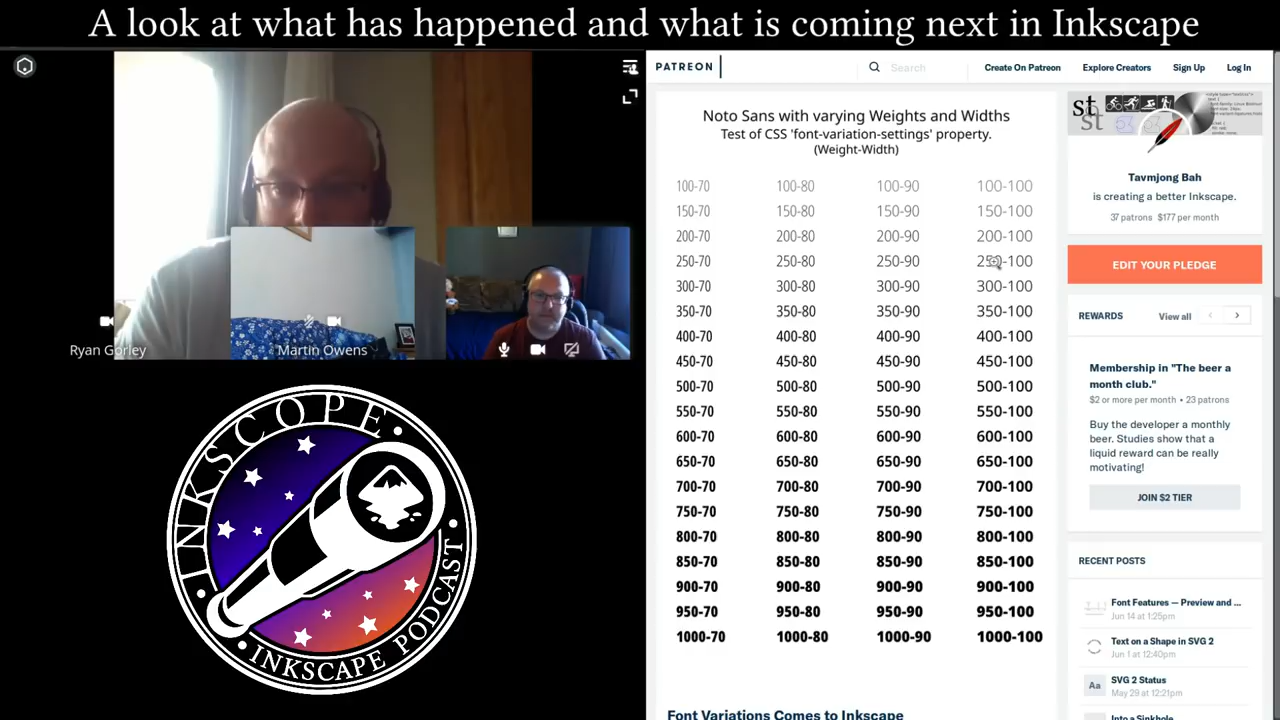 A look at what has happened and what is coming next in Inkscape
Ryan Gorley
Martin Owens
INKSCOPE
INKSCAPE PODCAST
PATREON
Search
Create On Patreon
Explore Creators
Sign Up
Log In
Noto Sans with varying Weights and Widths
Test of CSS 'font-variation-settings' property.
(Weight-Width)
100-70 100-80 100-90 100-100
150-70 150-80 150-90 150-100
200-70 200-80 200-90 200-100
250-70 250-80 250-90 250-100
300-70 300-80 300-90 300-100
350-70 350-80 350-90 350-100
400-70 400-80 400-90 400-100
450-70 450-80 450-90 450-100
500-70 500-80 500-90 500-100
550-70 550-80 550-90 550-100
600-70 600-80 600-90 600-100
650-70 650-80 650-90 650-100
700-70 700-80 700-90 700-100
750-70 750-80 750-90 750-100
800-70 800-80 800-90 800-100
850-70 850-80 850-90 850-100
900-70 900-80 900-90 900-100
950-70 950-80 950-90 950-100
1000-70 1000-80 1000-90 1000-100
Font Variations Comes to Inkscape
st
st
Tavmjong Bah
is creating a better Inkscape.
37 patrons $177 per month
EDIT YOUR PLEDGE
REWARDS
View all
Membership in "The beer a
month club."
$2 or more per month • 23 patrons
Buy the developer a monthly
beer. Studies show that a
liquid reward can be really
motivating!
JOIN $2 TIER
RECENT POSTS
Font Features — Preview and ...
Jun 14 at 1:25pm
Text on a Shape in SVG 2
Jun 1 at 12:40pm
Aa
SVG 2 Status
May 29 at 12:21pm
Into a Sinkhole